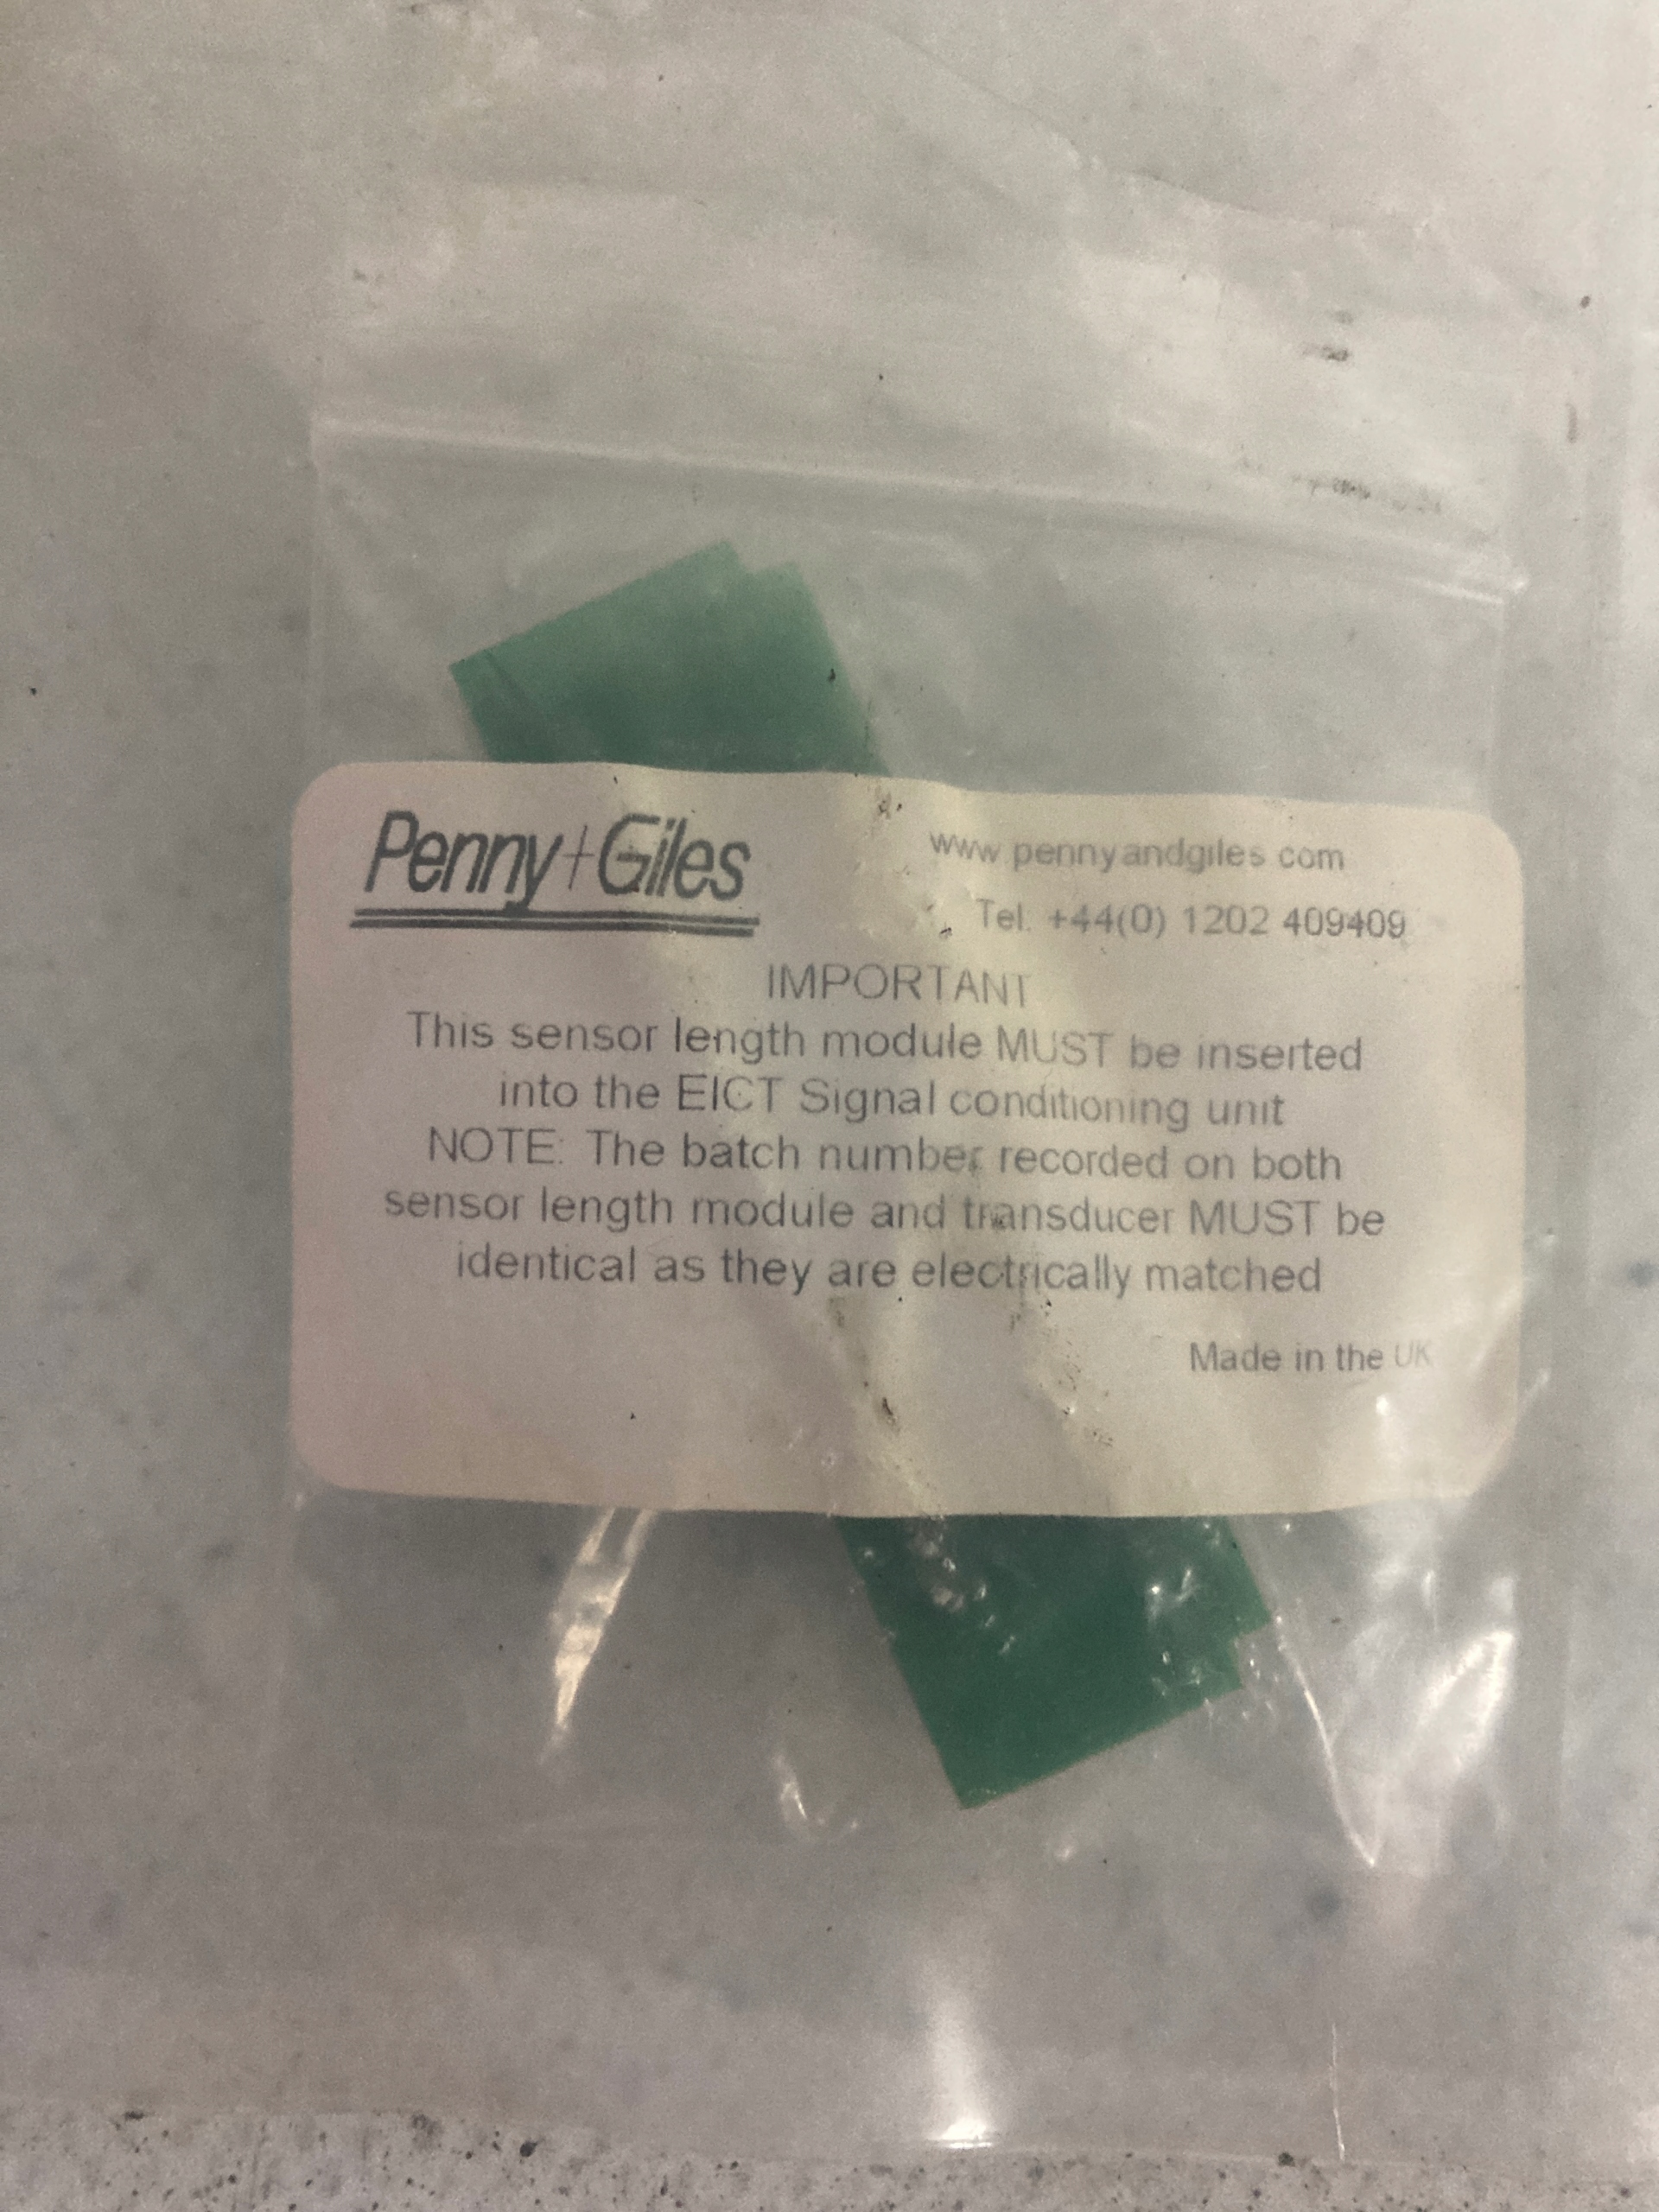 Penny+Giles
www.pennyandgiles.com
Tel: +44(0) 1202 409409
IMPORTANT
This sensor length module MUST be inserted
into the EICT Signal conditioning unit
NOTE: The batch number recorded on both
sensor length module and transducer MUST be
identical as they are electrically matched
Made in the UK